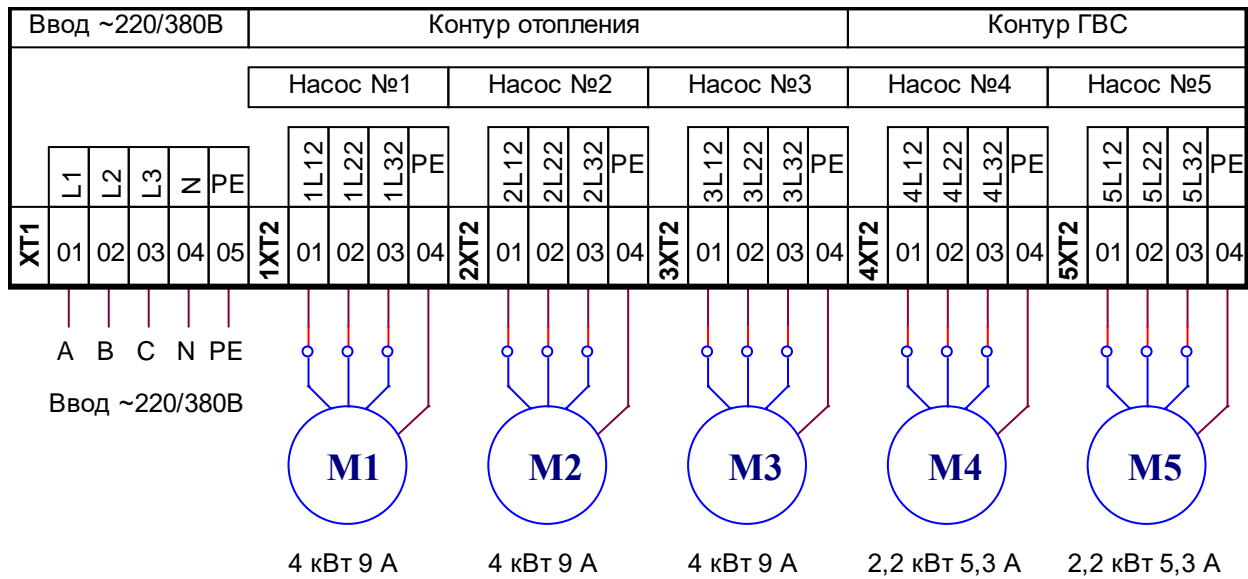 Ввод ~220/380В Контур отопления Контур ГВС
Насос №1 Насос №2 Насос №3 Насос №4 Насос №5
L1 L2 L3 N PE 1L12 1L22 1L32 PE 2L12 2L22 2L32 PE 3L12 3L22 3L32 PE 4L12 4L22 4L32 PE 5L12 5L22 5L32 PE
XT1 01 02 03 04 05 1XT2 01 02 03 04 2XT2 01 02 03 04 3XT2 01 02 03 04 4XT2 01 02 03 04 5XT2 01 02 03 04
A B C N PE
Ввод ~220/380В
M1 M2 M3 M4 M5
4 кВт 9 А 4 кВт 9 А 4 кВт 9 А 2,2 кВт 5,3 А 2,2 кВт 5,3 А